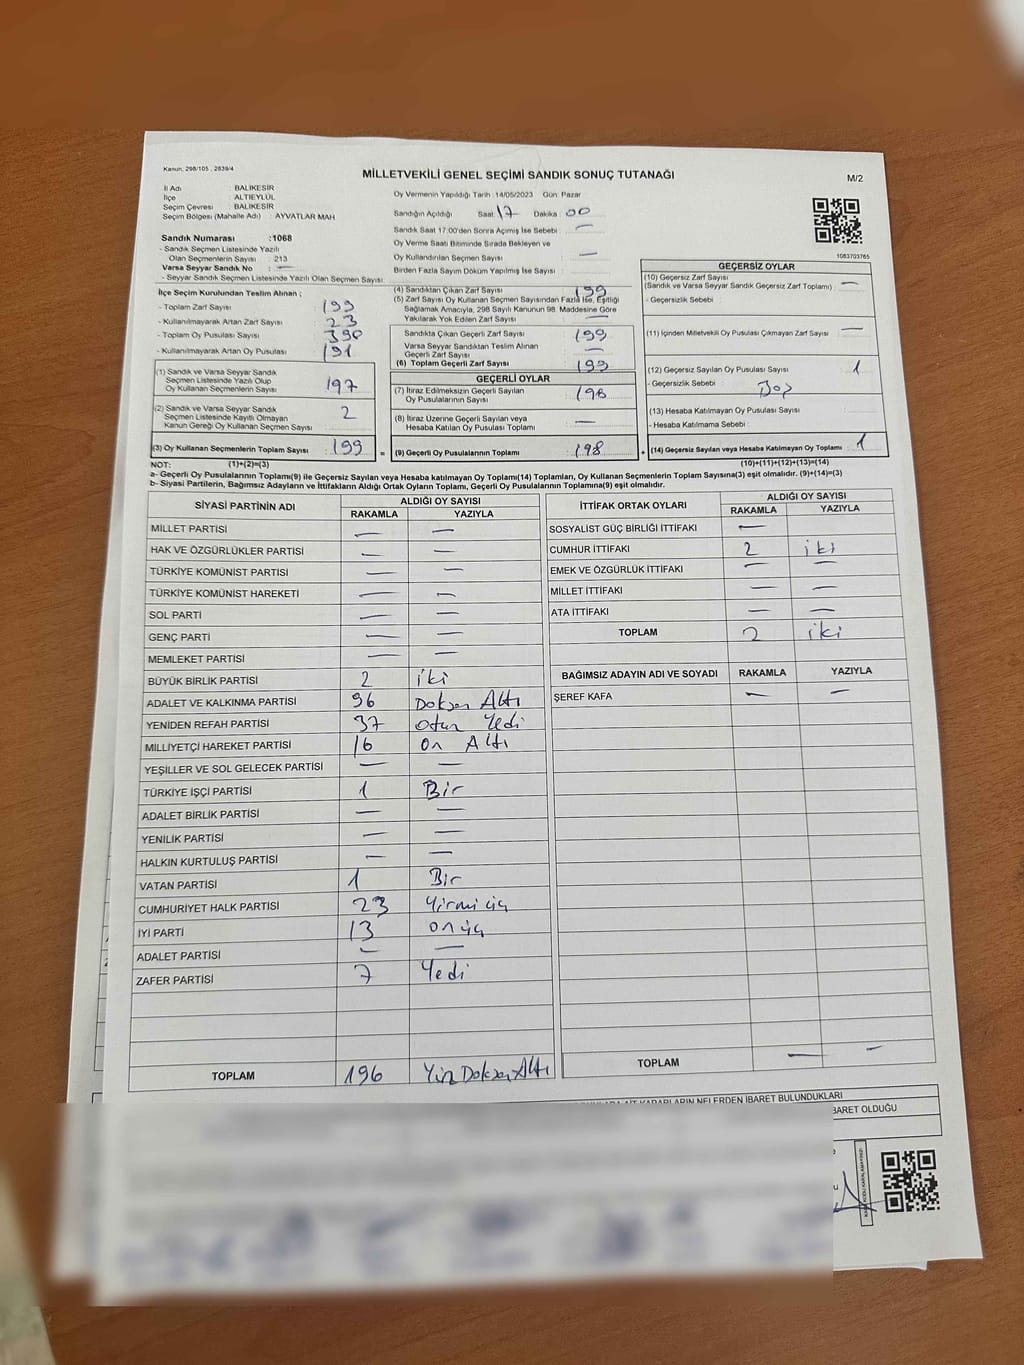 Kanun: 298/105 , 2839/4
MİLLETVEKİLİ GENEL SEÇİMİ SANDIK SONUÇ TUTANAĞI
M/2
İl Adı : BALIKESİR
İlçe : ALTIEYLÜL
Seçim Çevresi : BALIKESİR
Seçim Bölgesi (Mahalle Adı) : AYVATLAR MAH
Sandık Numarası :1068
- Sandık Seçmen Listesinde Yazılı
Olan Seçmenlerin Sayısı : 213
Varsa Seyyar Sandık No : —
- Seyyar Sandık Seçmen Listesinde Yazılı Olan Seçmen Sayısı :
Oy Vermenin Yapıldığı Tarih :14/05/2023 Gün: Pazar
Sandığın Açıldığı Saat 17 Dakika : 00
Sandık Saat 17:00'den Sonra Açımış İse Sebebi : —
Oy Verme Saati Bitiminde Sırada Bekleyen ve
Oy Kullandırılan Seçmen Sayısı : —
Birden Fazla Sayım Döküm Yapılmış İse Sayısı :
1083703765
İlçe Seçim Kurulundan Teslim Alınan ;
- Toplam Zarf Sayısı : 199
- Kullanılmayarak Artan Zarf Sayısı : 23
- Toplam Oy Pusulası Sayısı : 390
- Kullanılmayarak Artan Oy Pusulası : 191
(1) Sandık ve Varsa Seyyar Sandık
Seçmen Listesinde Yazılı Olup
Oy Kullanan Seçmenlerin Sayısı : 197
(2) Sandık ve Varsa Seyyar Sandık
Seçmen Listesinde Kayıtlı Olmayan
Kanun Gereği Oy Kullanan Seçmen Sayısı : 2
(3) Oy Kullanan Seçmenlerin Toplam Sayısı : 199
(4) Sandıktan Çıkan Zarf Sayısı : 199
(5) Zarf Sayısı Oy Kullanan Seçmen Sayısından Fazla İse, Eşitliği
Sağlamak Amacıyla, 298 Sayılı Kanunun 98. Maddesine Göre
Yakılarak Yok Edilen Zarf Sayısı : —
Sandıkta Çıkan Geçerli Zarf Sayısı : 199
Varsa Seyyar Sandıktan Teslim Alınan
Geçerli Zarf Sayısı : —
(6) Toplam Geçerli Zarf Sayısı : 199
GEÇERLİ OYLAR
(7) İtiraz Edilmeksizin Geçerli Sayılan
Oy Pusulalarının Sayısı : 198
(8) İtiraz Üzerine Geçerli Sayılan veya
Hesaba Katılan Oy Pusulası Toplamı : —
= (9) Geçerli Oy Pusulalarının Toplamı : 198
GEÇERSİZ OYLAR
(10) Geçersiz Zarf Sayısı
(Sandık ve Varsa Seyyar Sandık Geçersiz Zarf Toplamı) : —
- Geçersizlik Sebebi :
(11) İçinden Milletvekili Oy Pusulası Çıkmayan Zarf Sayısı : —
(12) Geçersiz Sayılan Oy Pusulası Sayısı : 1
- Geçersizlik Sebebi : Boş
(13) Hesaba Katılmayan Oy Pusulası Sayısı :
- Hesaba Katılmama Sebebi :
+ (14) Geçersiz Sayılan veya Hesaba Katılmayan Oy Toplamı : 1
NOT: (1)+(2)=(3) (10)+(11)+(12)+(13)=(14)
a- Geçerli Oy Pusulalarının Toplamı(9) ile Geçersiz Sayılan veya Hesaba katılmayan Oy Toplamı(14) Toplamları, Oy Kullanan Seçmenlerin Toplam Sayısına(3) eşit olmalıdır. (9)+(14)=(3)
b- Siyasi Partilerin, Bağımsız Adayların ve İttifakların Aldığı Ortak Oyların Toplamı, Geçerli Oy Pusulalarının Toplamına(9) eşit olmalıdır.
SİYASİ PARTİNİN ADI ALDIĞI OY SAYISI
RAKAMLA YAZIYLA
MİLLET PARTİSİ — —
HAK VE ÖZGÜRLÜKLER PARTİSİ — —
TÜRKİYE KOMÜNİST PARTİSİ — —
TÜRKİYE KOMÜNİST HAREKETİ — —
SOL PARTİ — —
GENÇ PARTİ — —
MEMLEKET PARTİSİ — —
BÜYÜK BİRLİK PARTİSİ 2 iki
ADALET VE KALKINMA PARTİSİ 96 Doksan Altı
YENİDEN REFAH PARTİSİ 37 Otuz Yedi
MİLLİYETÇİ HAREKET PARTİSİ 16 On Altı
YEŞİLLER VE SOL GELECEK PARTİSİ — —
TÜRKİYE İŞÇİ PARTİSİ 1 Bir
ADALET BİRLİK PARTİSİ — —
YENİLİK PARTİSİ — —
HALKIN KURTULUŞ PARTİSİ — —
VATAN PARTİSİ 1 Bir
CUMHURİYET HALK PARTİSİ 23 Yirmi üç
İYİ PARTİ 13 on üç
ADALET PARTİSİ — —
ZAFER PARTİSİ 7 Yedi
TOPLAM 196 Yüz Doksan Altı
İTTİFAK ORTAK OYLARI ALDIĞI OY SAYISI
RAKAMLA YAZIYLA
SOSYALİST GÜÇ BİRLİĞİ İTTİFAKI —
CUMHUR İTTİFAKI 2 iki
EMEK VE ÖZGÜRLÜK İTTİFAKI — —
MİLLET İTTİFAKI — —
ATA İTTİFAKI — —
TOPLAM 2 iki
BAĞIMSIZ ADAYIN ADI VE SOYADI RAKAMLA YAZIYLA
ŞEREF KAFA — —
TOPLAM — —
KARARLARIN NELERDEN İBARET BULUNDUKLARI
BARET OLDUĞU